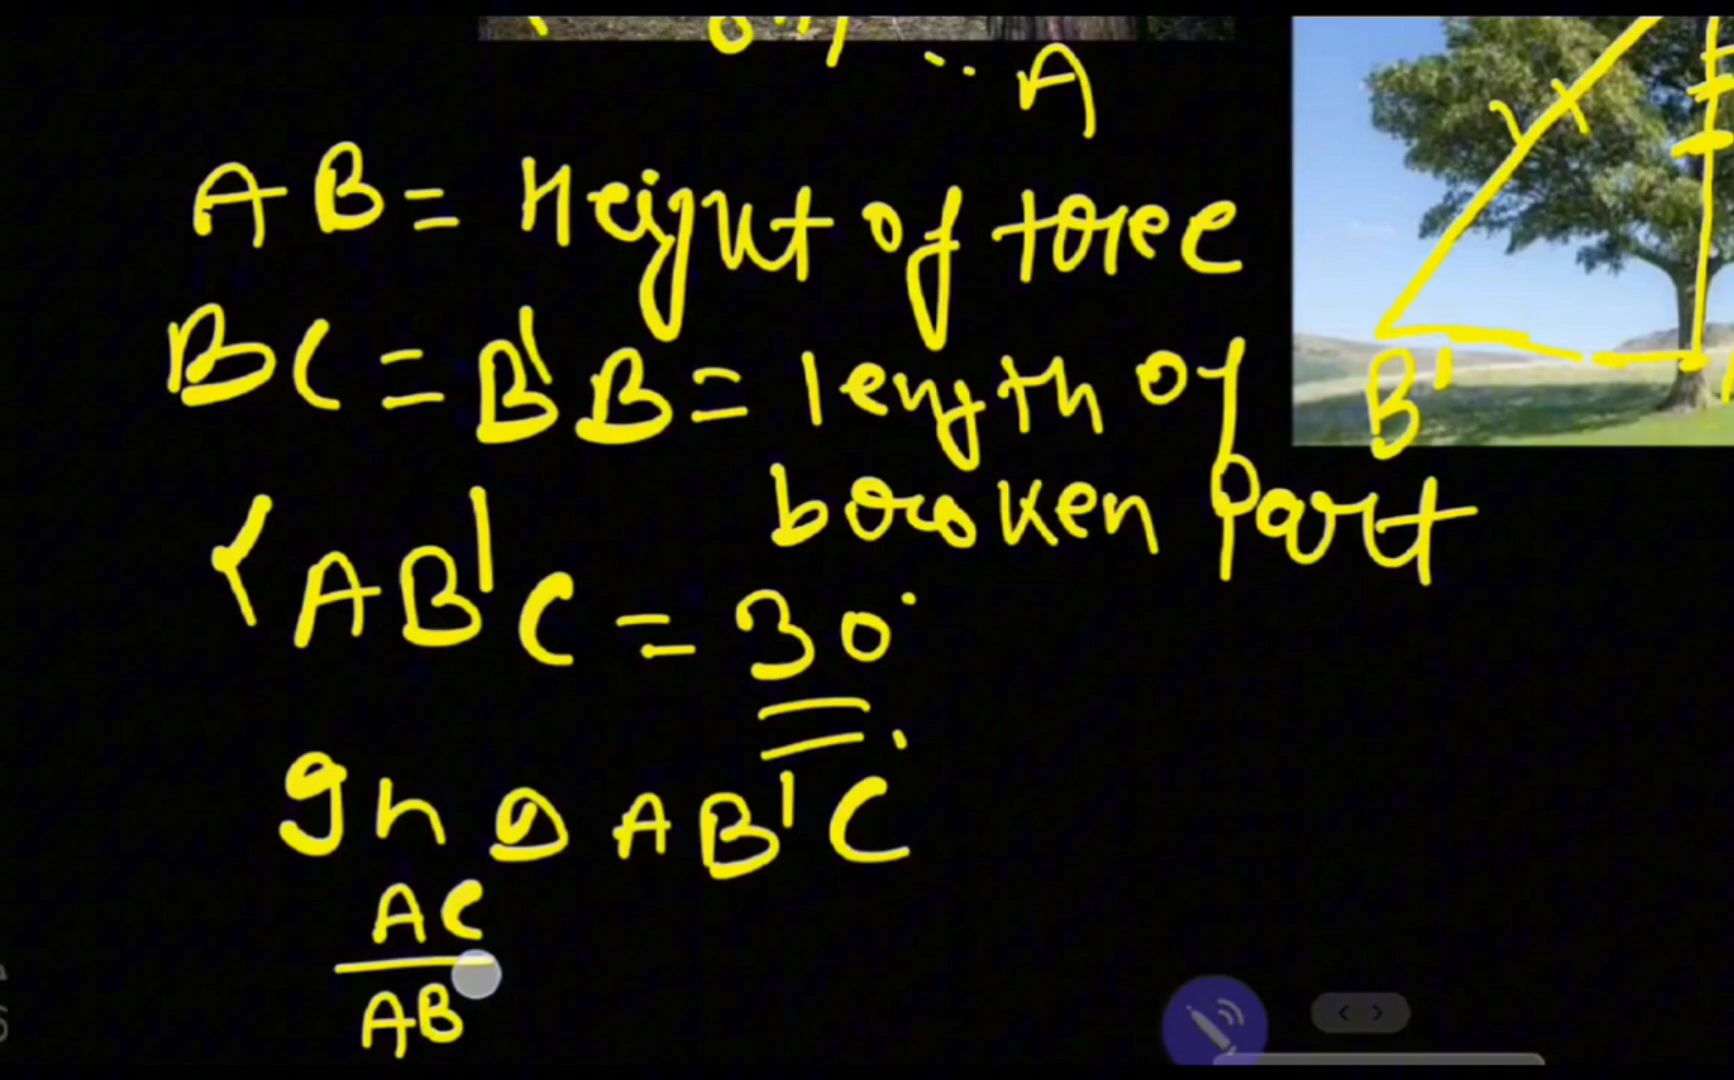 A
AB = Height of tree
BC = B'B = length of
broken Part
∠AB'C = 30°
In △ AB'C
AC
AB
B'